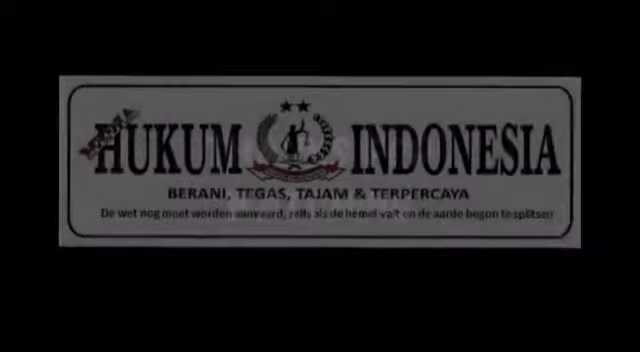 HUKUM INDONESIA
BERANI, TEGAS, TAJAM & TERPERCAYA
De wet nog moet worden aanvaard, zelfs als de hemel valt en de aarde begon te splitsen